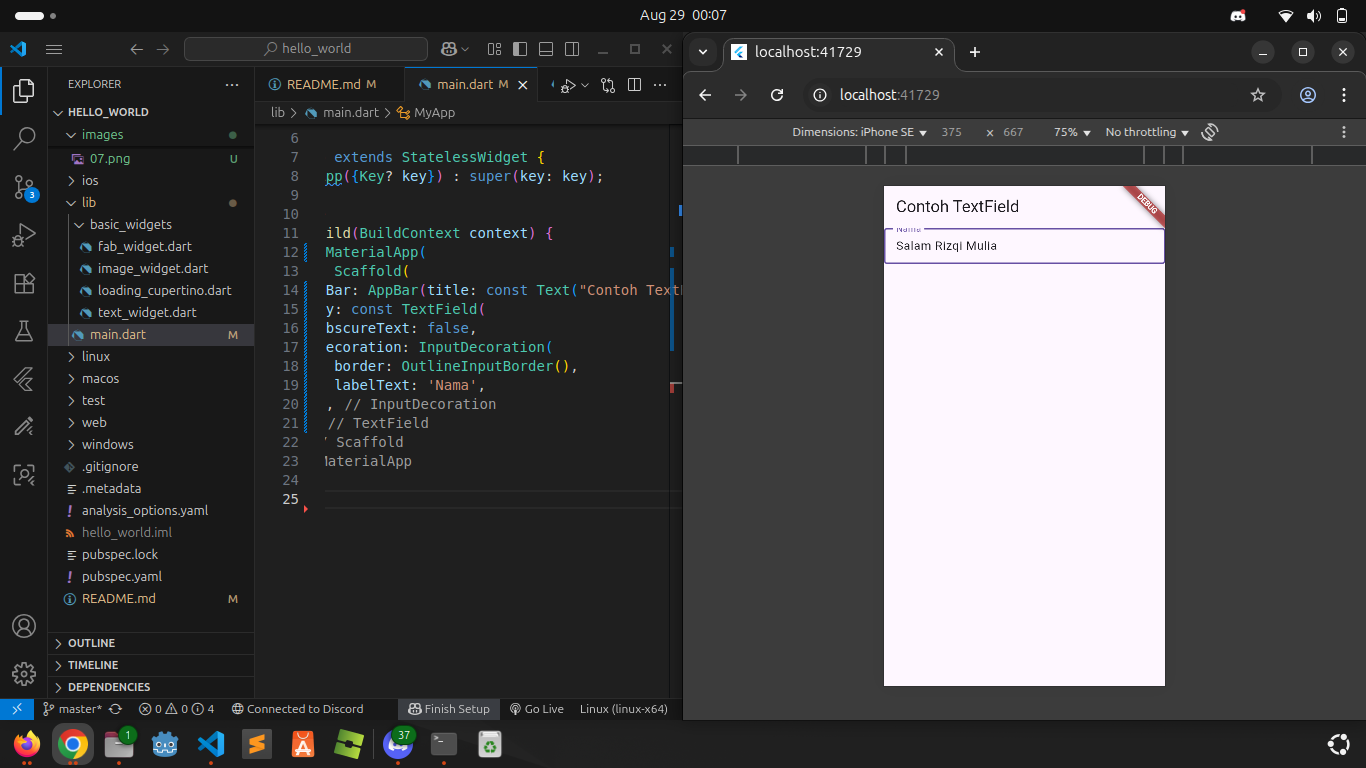 Aug 29 00:07
hello_world
EXPLORER
README.md M
main.dart M
lib > main.dart > MyApp
HELLO_WORLD
images
07.png U
ios
lib
basic_widgets
fab_widget.dart
image_widget.dart
loading_cupertino.dart
text_widget.dart
main.dart M
linux
macos
test
web
windows
.gitignore
.metadata
analysis_options.yaml
hello_world.iml
pubspec.lock
pubspec.yaml
README.md M
OUTLINE
TIMELINE
DEPENDENCIES
3
6
7 extends StatelessWidget {
8 pp({Key? key}) : super(key: key);
9
10
11 ild(BuildContext context) {
12 MaterialApp(
13 Scaffold(
14 Bar: AppBar(title: const Text("Contoh Text
15 y: const TextField(
16 bscureText: false,
17 ecoration: InputDecoration(
18 border: OutlineInputBorder(),
19 labelText: 'Nama',
20 , // InputDecoration
21 // TextField
22 Scaffold
23 MaterialApp
24
25
master* 0 0 4 Connected to Discord Finish Setup Go Live Linux (linux-x64)
localhost:41729
localhost:41729
Dimensions: iPhone SE 375 x 667 75% No throttling
Contoh TextField
DEBUG
Nama
Salam Rizqi Mulia
1
37